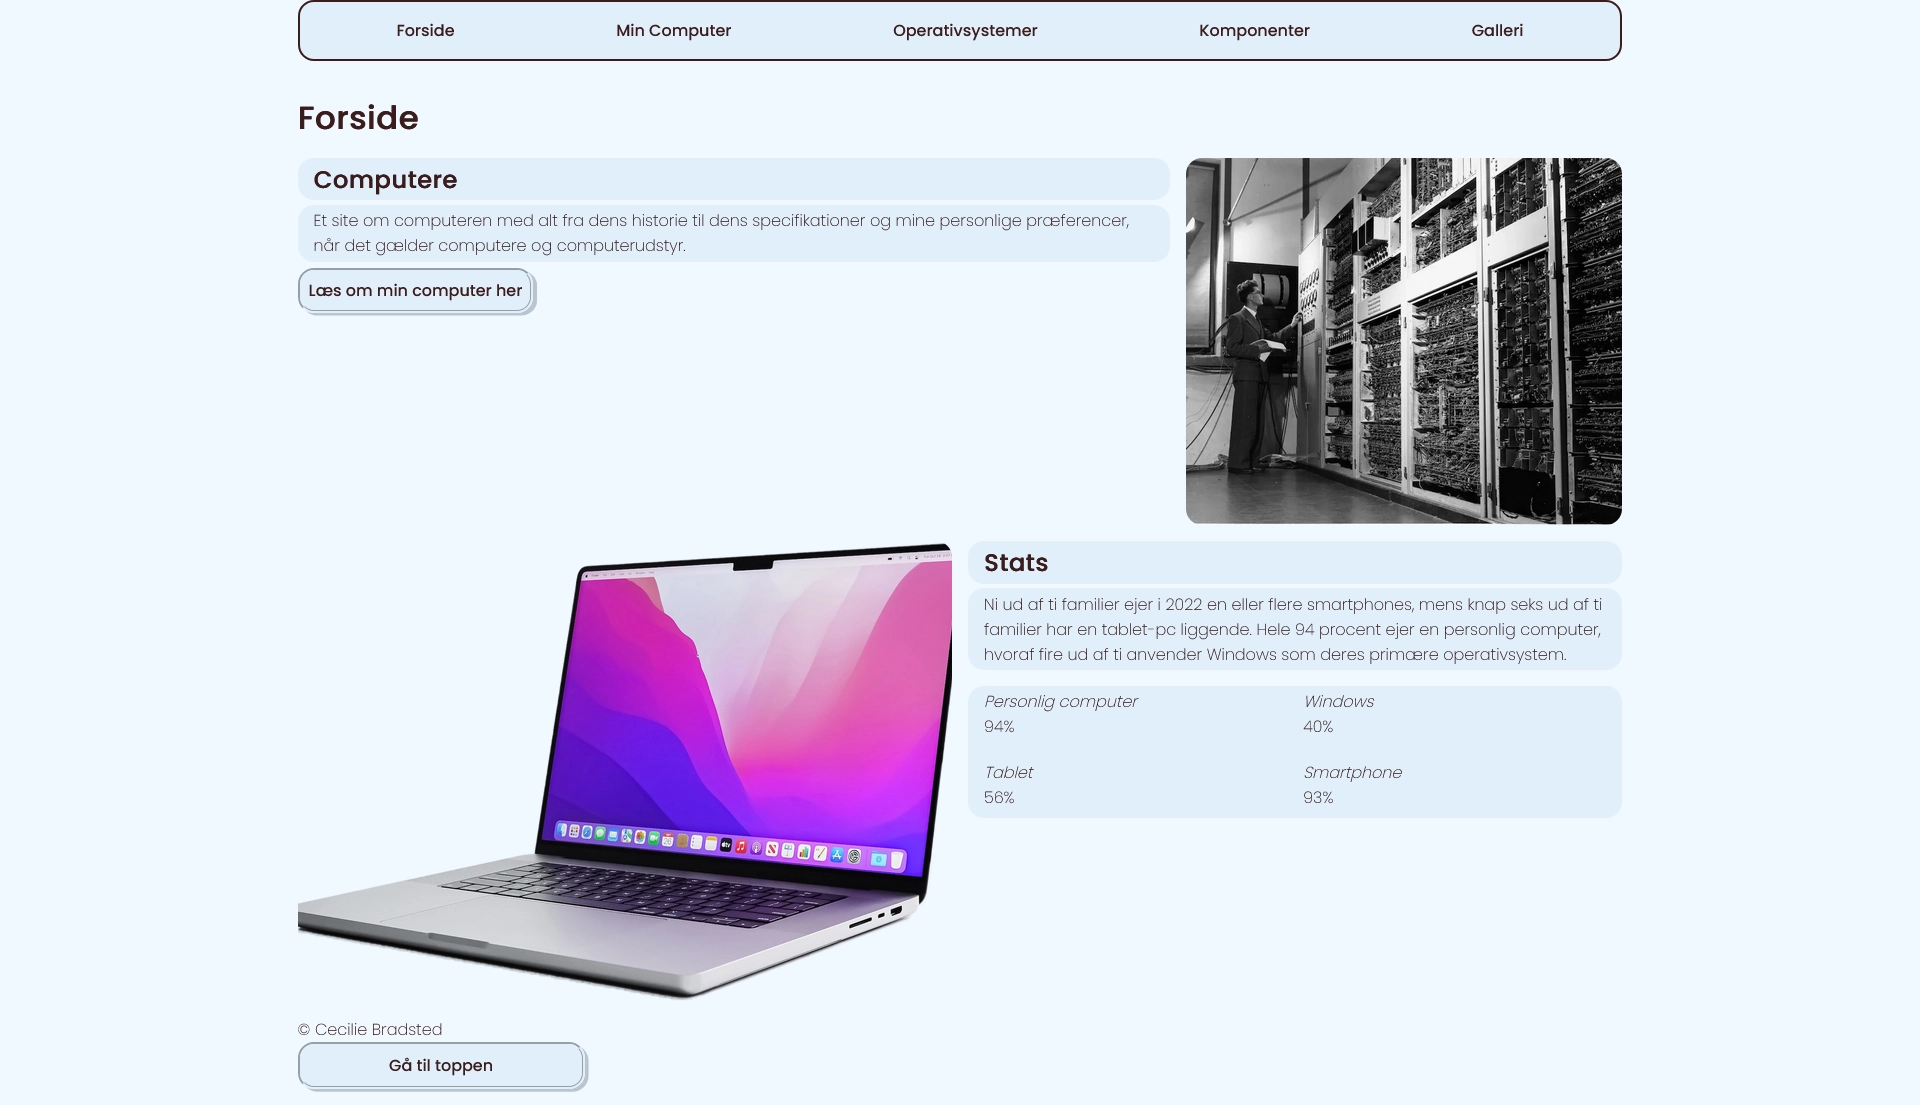 Forside
Min Computer
Operativsystemer
Komponenter
Galleri
Forside
Computere
Et site om computeren med alt fra dens historie til dens specifikationer og mine personlige præferencer,
når det gælder computere og computerudstyr.
Læs om min computer her
Stats
Ni ud af ti familier ejer i 2022 en eller flere smartphones, mens knap seks ud af ti
familier har en tablet-pc liggende. Hele 94 procent ejer en personlig computer,
hvoraf fire ud af ti anvender Windows som deres primære operativsystem.
Personlig computer
94%
Windows
40%
Tablet
56%
Smartphone
93%
© Cecilie Bradsted
Gå til toppen